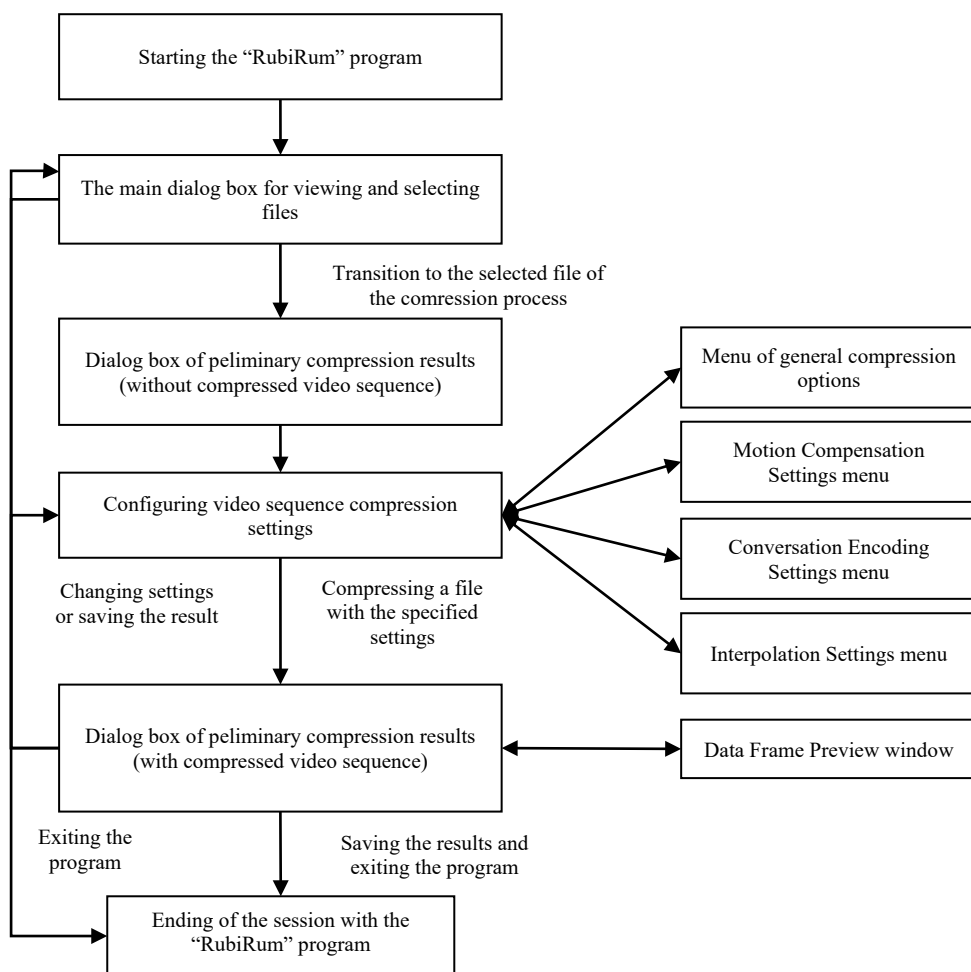 Starting the “RubiRum” program
The main dialog box for viewing and selecting
files
Transition to the selected file of
the comression process
Dialog box of peliminary compression results
(without compressed video sequence)
Menu of general compression
options
Motion Compensation
Settings menu
Configuring video sequence compression
settings
Conversation Encoding
Settings menu
Changing settings
or saving the result
Compressing a file
with the specified
settings
Interpolation Settings menu
Dialog box of peliminary compression results
(with compressed video sequence)
Data Frame Preview window
Exiting the
program
Saving the results and
exiting the program
Ending of the session with the
“RubiRum” program